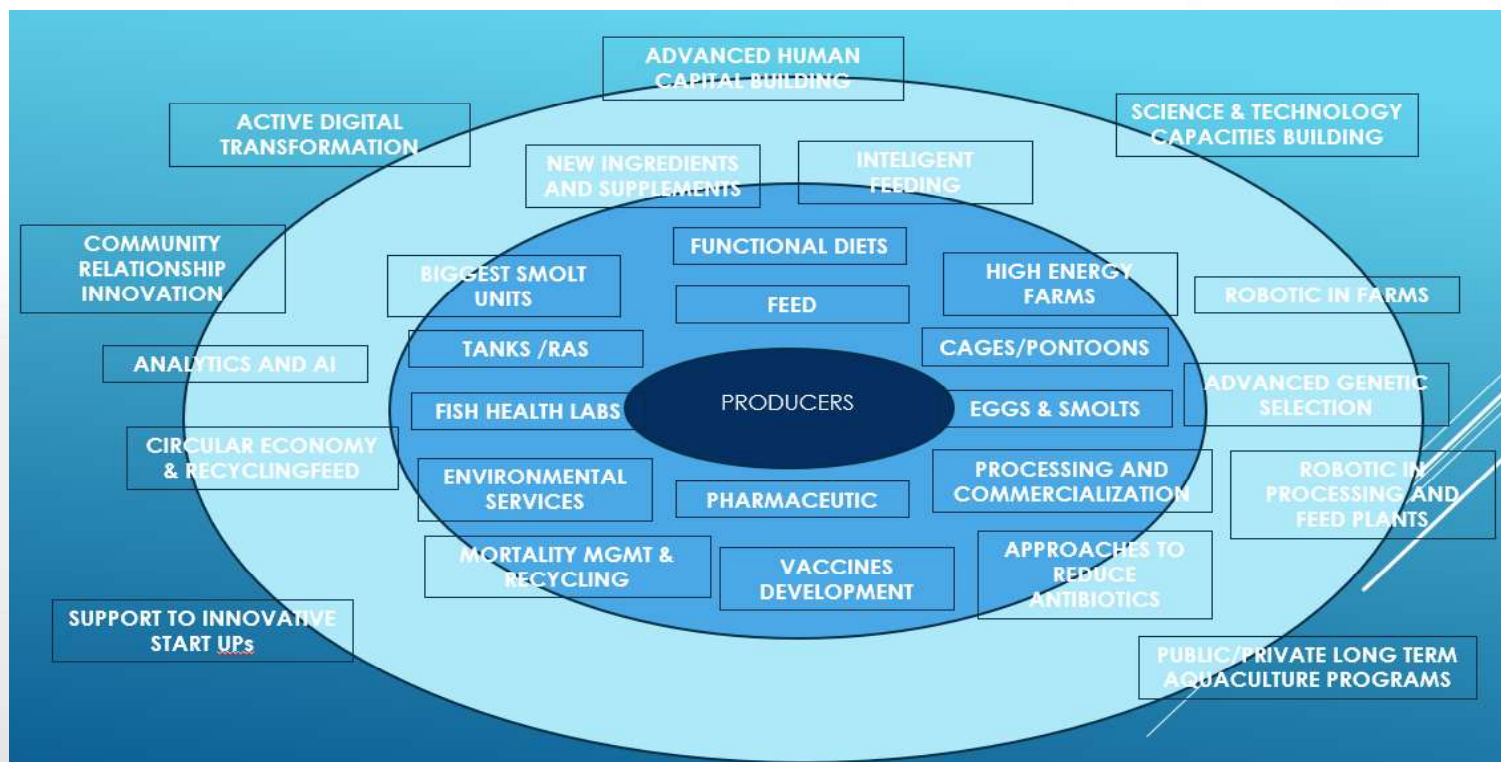 ADVANCED HUMAN
CAPITAL BUILDING
ACTIVE DIGITAL
TRANSFORMATION
SCIENCE & TECHNOLOGY
CAPACITIES BUILDING
NEW INGREDIENTS
AND SUPPLEMENTS
INTELIGENT
FEEDING
COMMUNITY
RELATIONSHIP
INNOVATION
FUNCTIONAL DIETS
BIGGEST SMOLT
UNITS
HIGH ENERGY
FARMS
FEED
ROBOTIC IN FARMS
TANKS /RAS
CAGES/PONTOONS
ANALYTICS AND AI
ADVANCED GENETIC
SELECTION
FISH HEALTH LABS
PRODUCERS
EGGS & SMOLTS
CIRCULAR ECONOMY
& RECYCLINGFEED
ENVIRONMENTAL
SERVICES
PHARMACEUTIC
PROCESSING AND
COMMERCIALIZATION
ROBOTIC IN
PROCESSING AND
FEED PLANTS
MORTALITY MGMT &
RECYCLING
VACCINES
DEVELOPMENT
APPROACHES TO
REDUCE
ANTIBIOTICS
SUPPORT TO INNOVATIVE
START UPs
PUBLIC/PRIVATE LONG TERM
AQUACULTURE PROGRAMS